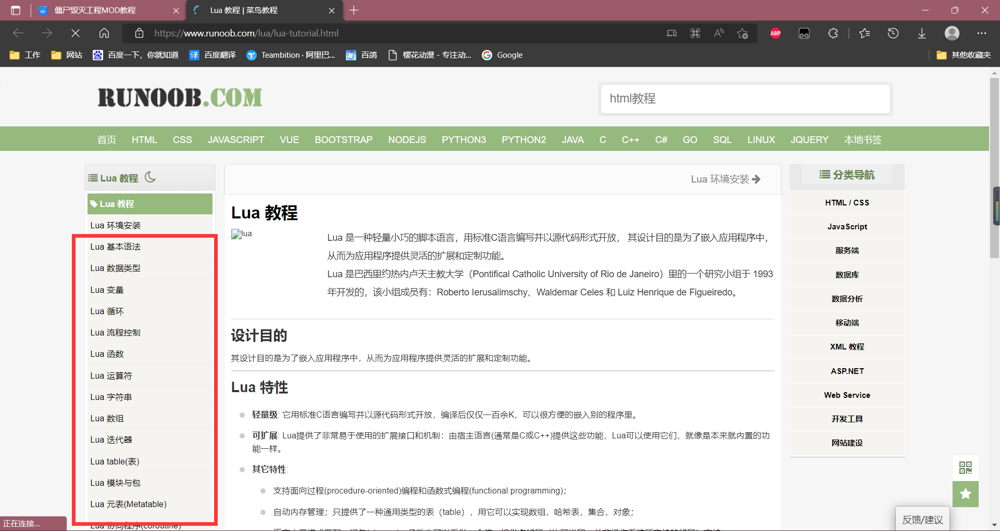 僵尸毁灭工程MOD教程
Lua 教程 | 菜鸟教程
https://www.runoob.com/lua/lua-tutorial.html
ABP
工作
网站
百度一下，你就知道
译 百度翻译
Teambition · 阿里巴...
百鸽
樱花动漫 - 专注动...
Google
其他收藏夹
RUNOOB.COM
html教程
首页 HTML CSS JAVASCRIPT VUE BOOTSTRAP NODEJS PYTHON3 PYTHON2 JAVA C C++ C# GO SQL LINUX JQUERY 本地书签
Lua 教程
Lua 教程
Lua 环境安装
Lua 基本语法
Lua 数据类型
Lua 变量
Lua 循环
Lua 流程控制
Lua 函数
Lua 运算符
Lua 字符串
Lua 数组
Lua 迭代器
Lua table(表)
Lua 模块与包
Lua 元表(Metatable)
Lua 协同程序(coroutine)
正在连接...
Lua 环境安装
Lua 教程
lua
Lua 是一种轻量小巧的脚本语言，用标准C语言编写并以源代码形式开放， 其设计目的是为了嵌入应用程序中，
从而为应用程序提供灵活的扩展和定制功能。
Lua 是巴西里约热内卢天主教大学（Pontifical Catholic University of Rio de Janeiro）里的一个研究小组于 1993
年开发的，该小组成员有：Roberto Ierusalimschy、Waldemar Celes 和 Luiz Henrique de Figueiredo。
设计目的
其设计目的是为了嵌入应用程序中，从而为应用程序提供灵活的扩展和定制功能。
Lua 特性
轻量级: 它用标准C语言编写并以源代码形式开放，编译后仅仅一百余K，可以很方便的嵌入别的程序里。
可扩展: Lua提供了非常易于使用的扩展接口和机制：由宿主语言(通常是C或C++)提供这些功能，Lua可以使用它们，就像是本来就内置的功
能一样。
其它特性:
支持面向过程(procedure-oriented)编程和函数式编程(functional programming)；
自动内存管理；只提供了一种通用类型的表（table），用它可以实现数组，哈希表，集合，对象；
分类导航
HTML / CSS
JavaScript
服务端
数据库
数据分析
移动端
XML 教程
ASP.NET
Web Service
开发工具
网站建设
反馈/建议